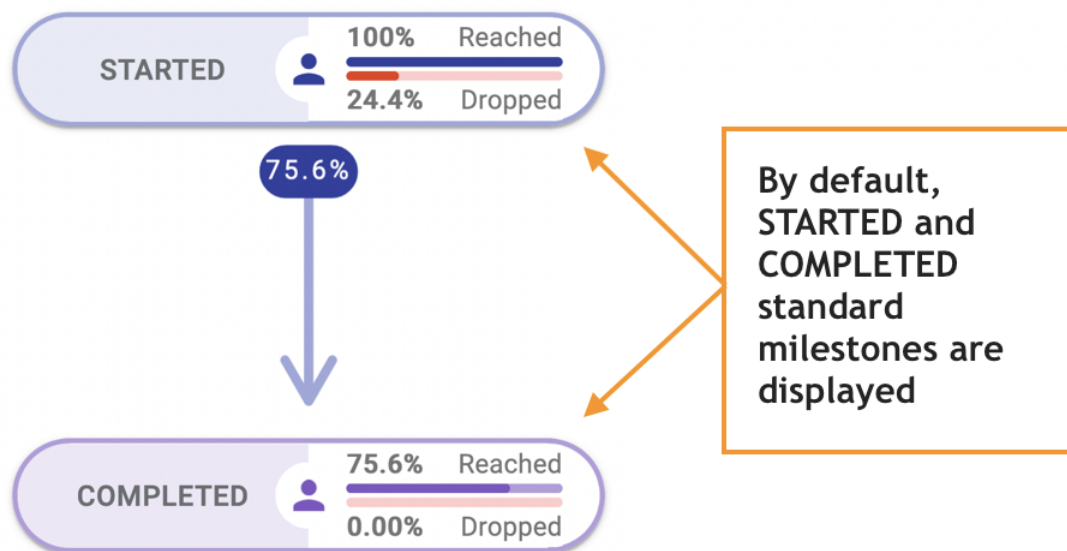 100% Reached
STARTED
24.4% Dropped
75.6%
By default,
STARTED and
COMPLETED
standard
milestones are
displayed
75.6% Reached
COMPLETED
0.00% Dropped